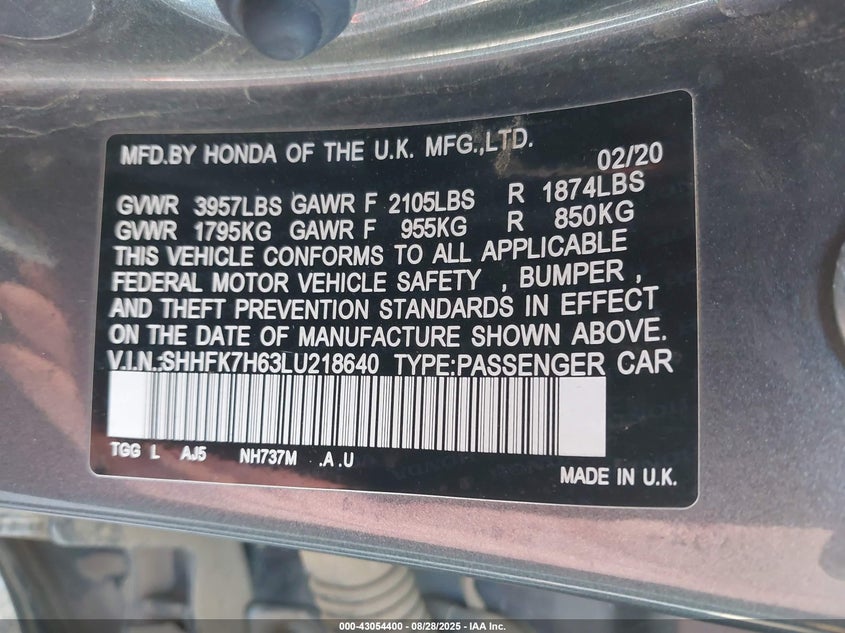 MFD.BY HONDA OF THE U.K. MFG.,LTD. 02/20
GVWR 3957LBS GAWR F 2105LBS R 1874LBS
GVWR 1795KG GAWR F 955KG R 850KG
THIS VEHICLE CONFORMS TO ALL APPLICABLE
FEDERAL MOTOR VEHICLE SAFETY , BUMPER ,
AND THEFT PREVENTION STANDARDS IN EFFECT
ON THE DATE OF MANUFACTURE SHOWN ABOVE.
V.I.N.:SHHFK7H63LU218640 TYPE:PASSENGER CAR
TGG L AJ5 NH737M .A .U
MADE IN U.K.
000-43054400 - 08/28/2025 - IAA Inc.